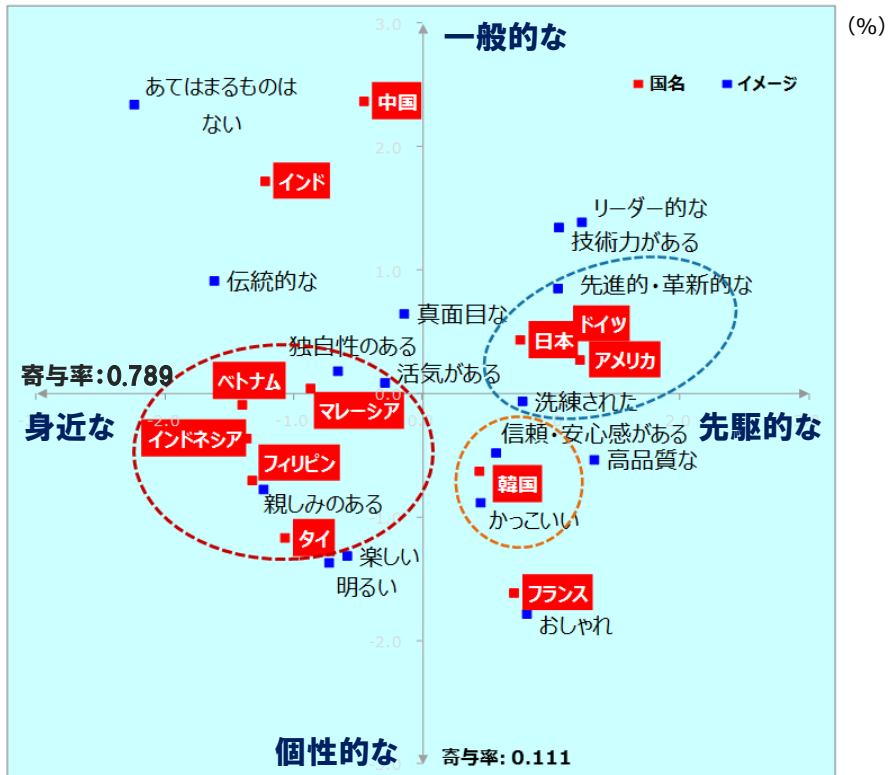 (%)
3.0
一般的な
■ 国名 ■ イメージ
あてはまるものは
ない
中国
2.0
インド
リーダー的な
技術力がある
1.0
伝統的な
先進的・革新的な
真面目な
ドイツ
日本
アメリカ
独自性のある
活気がある
寄与率：0.789
ベトナム
マレーシア
0.0
洗練された
-2.0
-1.0
0.0
2.0
身近な
先駆的な
インドネシア
信頼・安心感がある
フィリピン
高品質な
韓国
親しみのある
かっこいい
-1.0
タイ
楽しい
明るい
フランス
おしゃれ
-2.0
個性的な
寄与率: 0.111